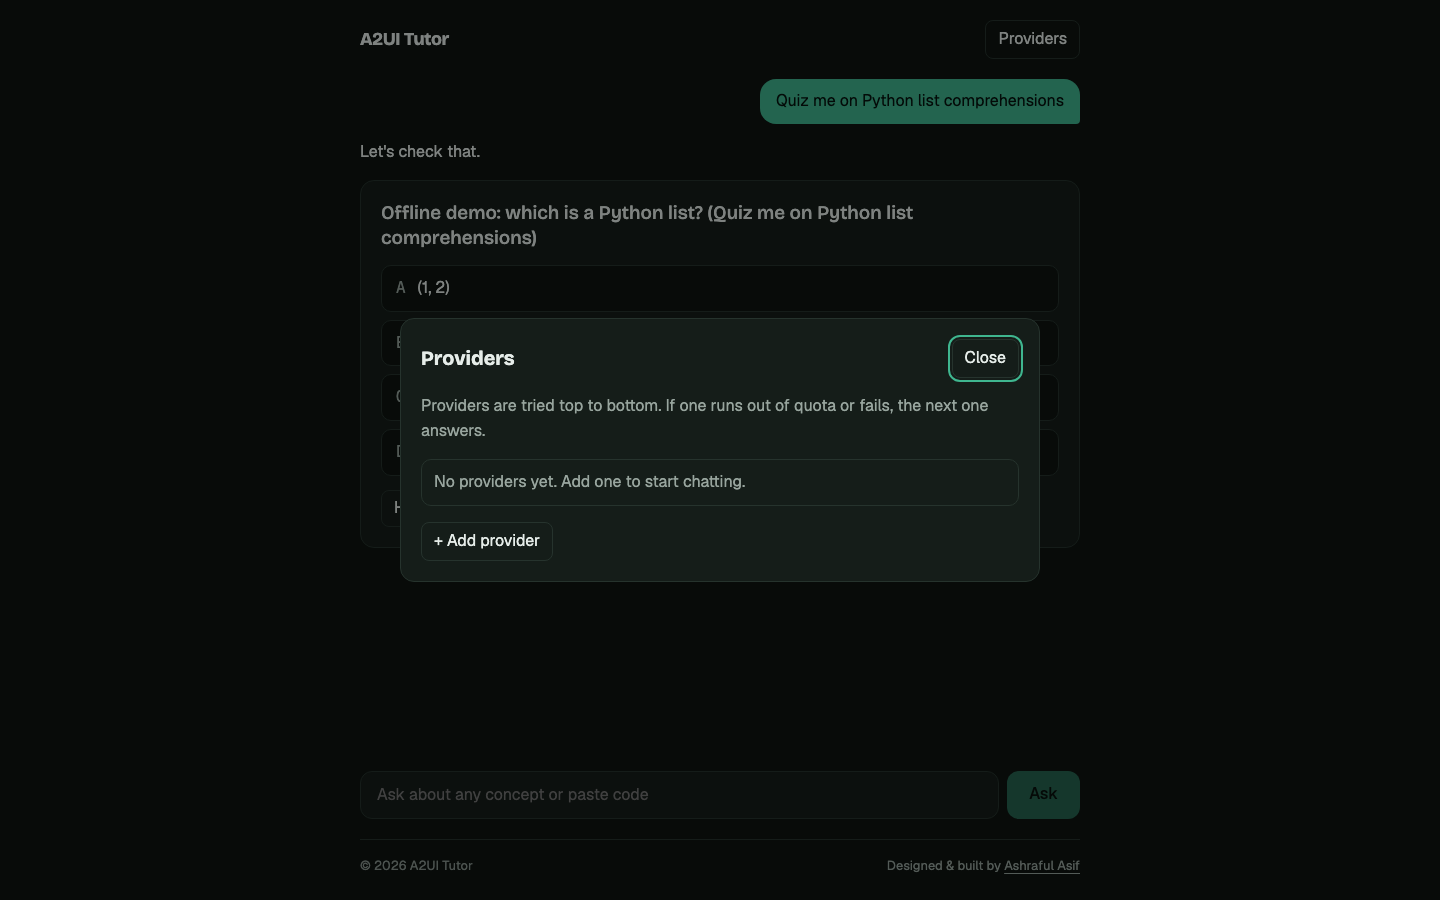 A2UI Tutor
Providers
Quiz me on Python list comprehensions
Let's check that.
Offline demo: which is a Python list? (Quiz me on Python list
comprehensions)
A (1, 2)
Providers
Close
Providers are tried top to bottom. If one runs out of quota or fails, the next one
answers.
No providers yet. Add one to start chatting.
+ Add provider
Ask about any concept or paste code
Ask
© 2026 A2UI Tutor
Designed & built by Ashraful Asif